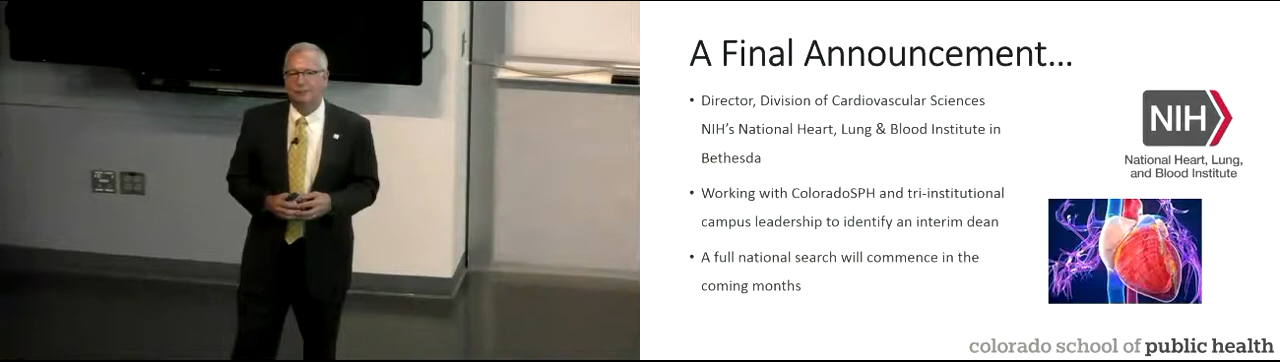 A Final Announcement...
• Director, Division of Cardiovascular Sciences
NIH’s National Heart, Lung & Blood Institute in
Bethesda
• Working with ColoradoSPH and tri-institutional
campus leadership to identify an interim dean
• A full national search will commence in the
coming months
NIH
National Heart, Lung,
and Blood Institute
colorado school of public health